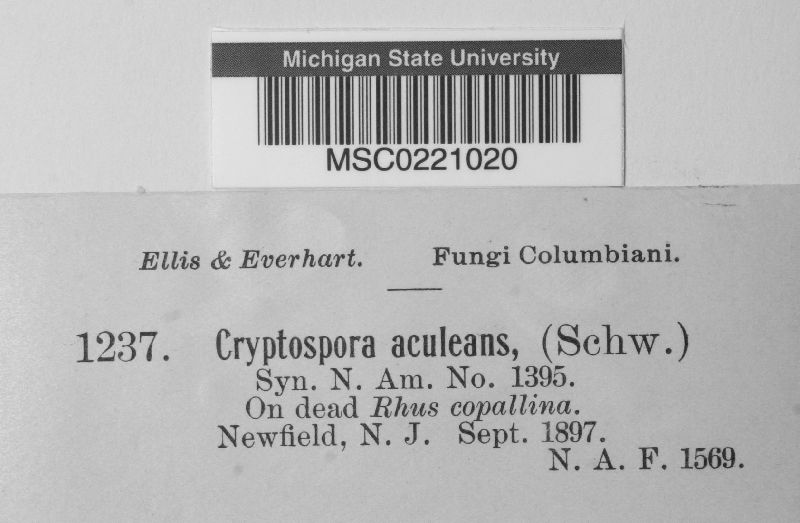 Michigan State University
MSC0221020
Ellis & Everhart. Fungi Columbiani.
1237. Cryptospora aculeans, (Schw.)
Syn. N. Am. No. 1395.
On dead Rhus copallina.
Newfield, N. J. Sept. 1897.
N. A. F. 1569.